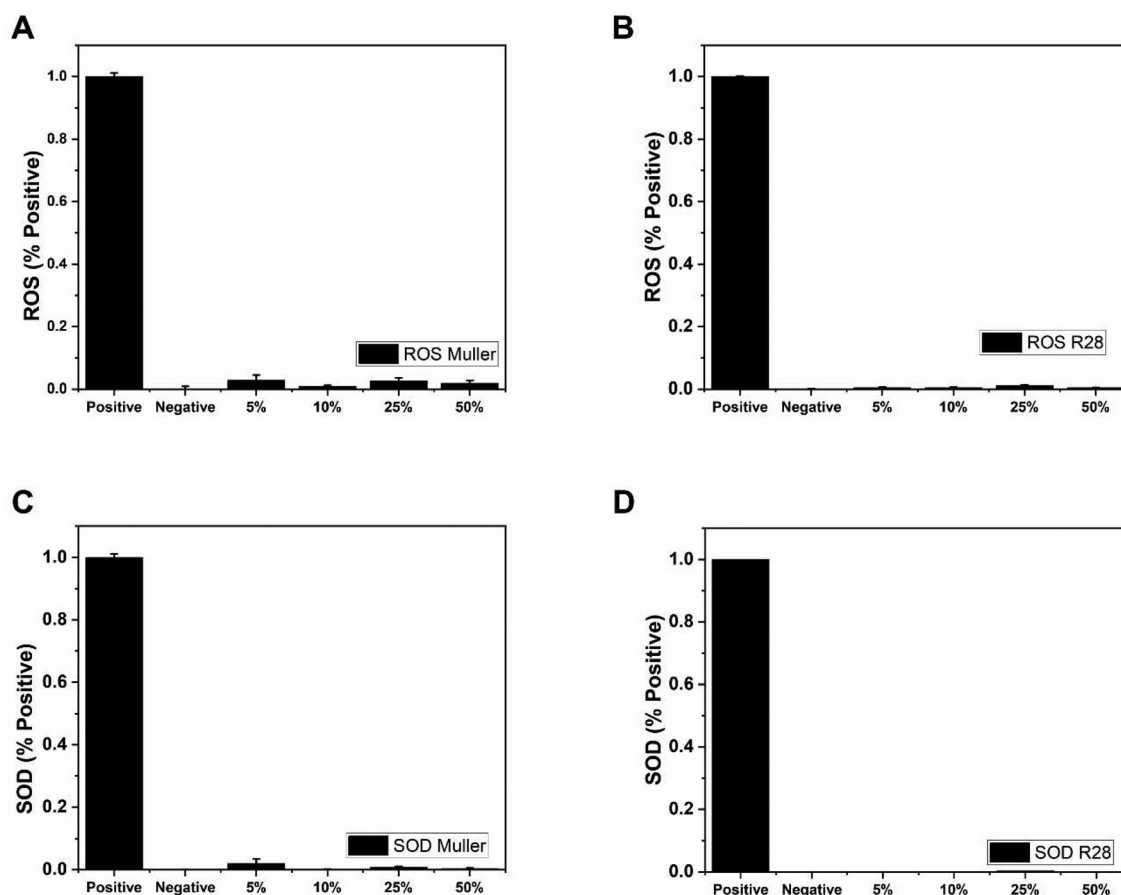 A
ROS (% Positive)
1.0
0.8
0.6
0.4
0.2
0.0
ROS Muller
Positive Negative 5% 10% 25% 50%
B
ROS (% Positive)
1.0
0.8
0.6
0.4
0.2
0.0
ROS R28
Positive Negative 5% 10% 25% 50%
C
SOD (% Positive)
1.0
0.8
0.6
0.4
0.2
0.0
SOD Muller
Positive Negative 5% 10% 25% 50%
D
SOD (% Positive)
1.0
0.8
0.6
0.4
0.2
0.0
SOD R28
Positive Negative 5% 10% 25% 50%